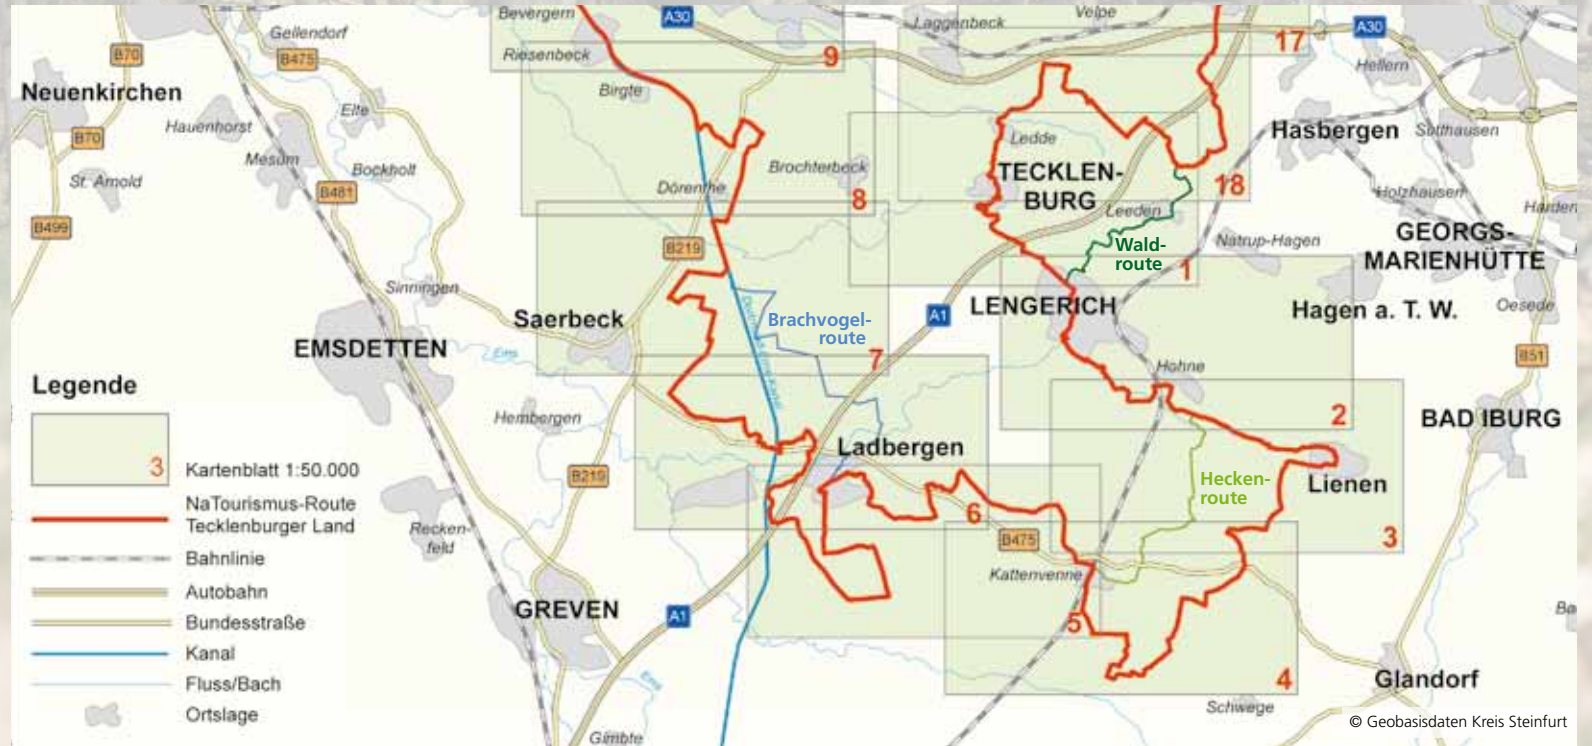 Bevergern
A30
Laggenbeck
Velpe
A30
17
Gellendorf
B70
B475
Riesenbeck
9
Hellern
Neuenkirchen
Birgte
Elte
Hauenhorst
B70
Ledde
Hasbergen
Sutthausen
Mesum
Bockholt
Brochterbeck
TECKLEN-
BURG
St. Arnold
B481
Dörenthe
8
18
Holzhausen
Harden
B499
Leeden
B219
Wald-
route
Natrup-Hagen
GEORGS-
MARIENHÜTTE
1
Sinningen
LENGERICH
Hagen a. T. W.
Oesede
Saerbeck
Brachvogel-
route
A1
EMSDETTEN
Ems
7
B51
Hohne
Legende
3
Kartenblatt 1:50.000
NaTourismus-Route
Tecklenburger Land
Bahnlinie
Autobahn
Bundesstraße
Kanal
Fluss/Bach
Ortslage
Hembergen
2
BAD IBURG
Ladbergen
B219
Hecken-
route
Lienen
Recken-
feld
6
B475
3
Kattenvenne
GREVEN
A1
5
4
Glandorf
Schwege
Ems
Gimbte
© Geobasisdaten Kreis Steinfurt